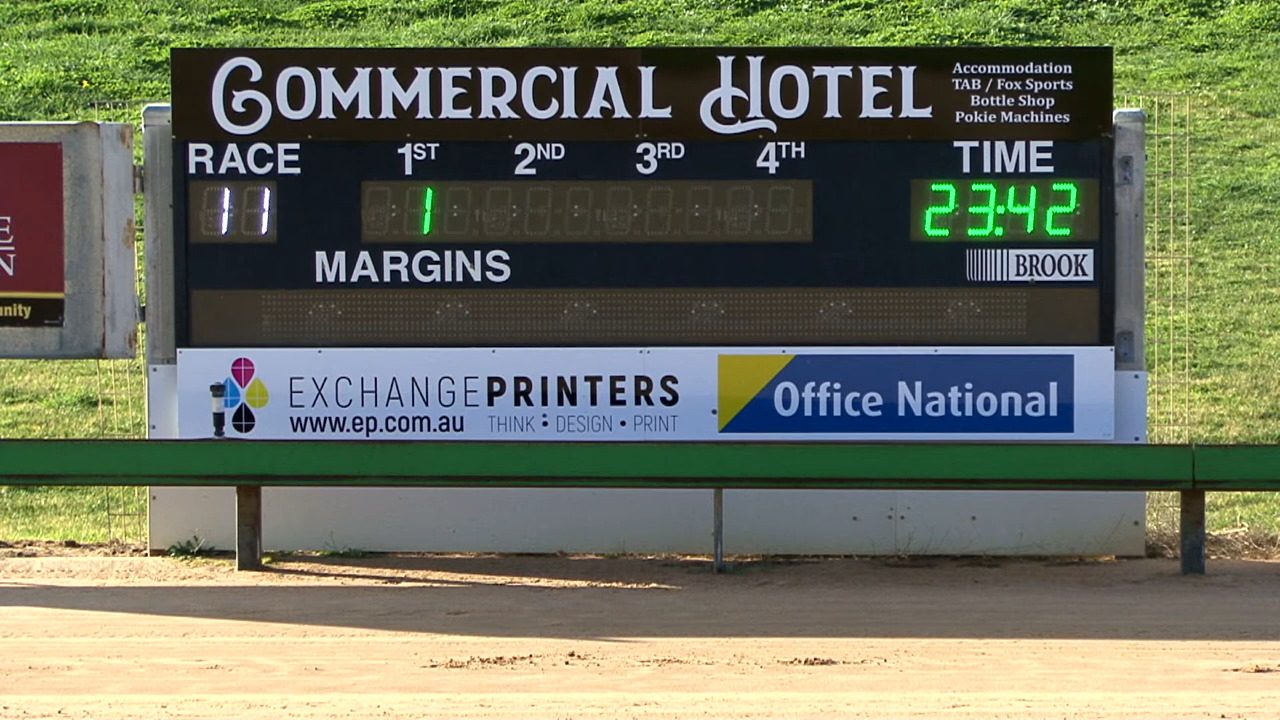 COMMERCIAL HOTEL
Accommodation
TAB / Fox Sports
Bottle Shop
Pokie Machines
RACE 1ST 2ND 3RD 4TH TIME
11 1 23:42
MARGINS
BROOK
E
N
unity
EXCHANGEPRINTERS
www.ep.com.au THINK : DESIGN • PRINT
Office National